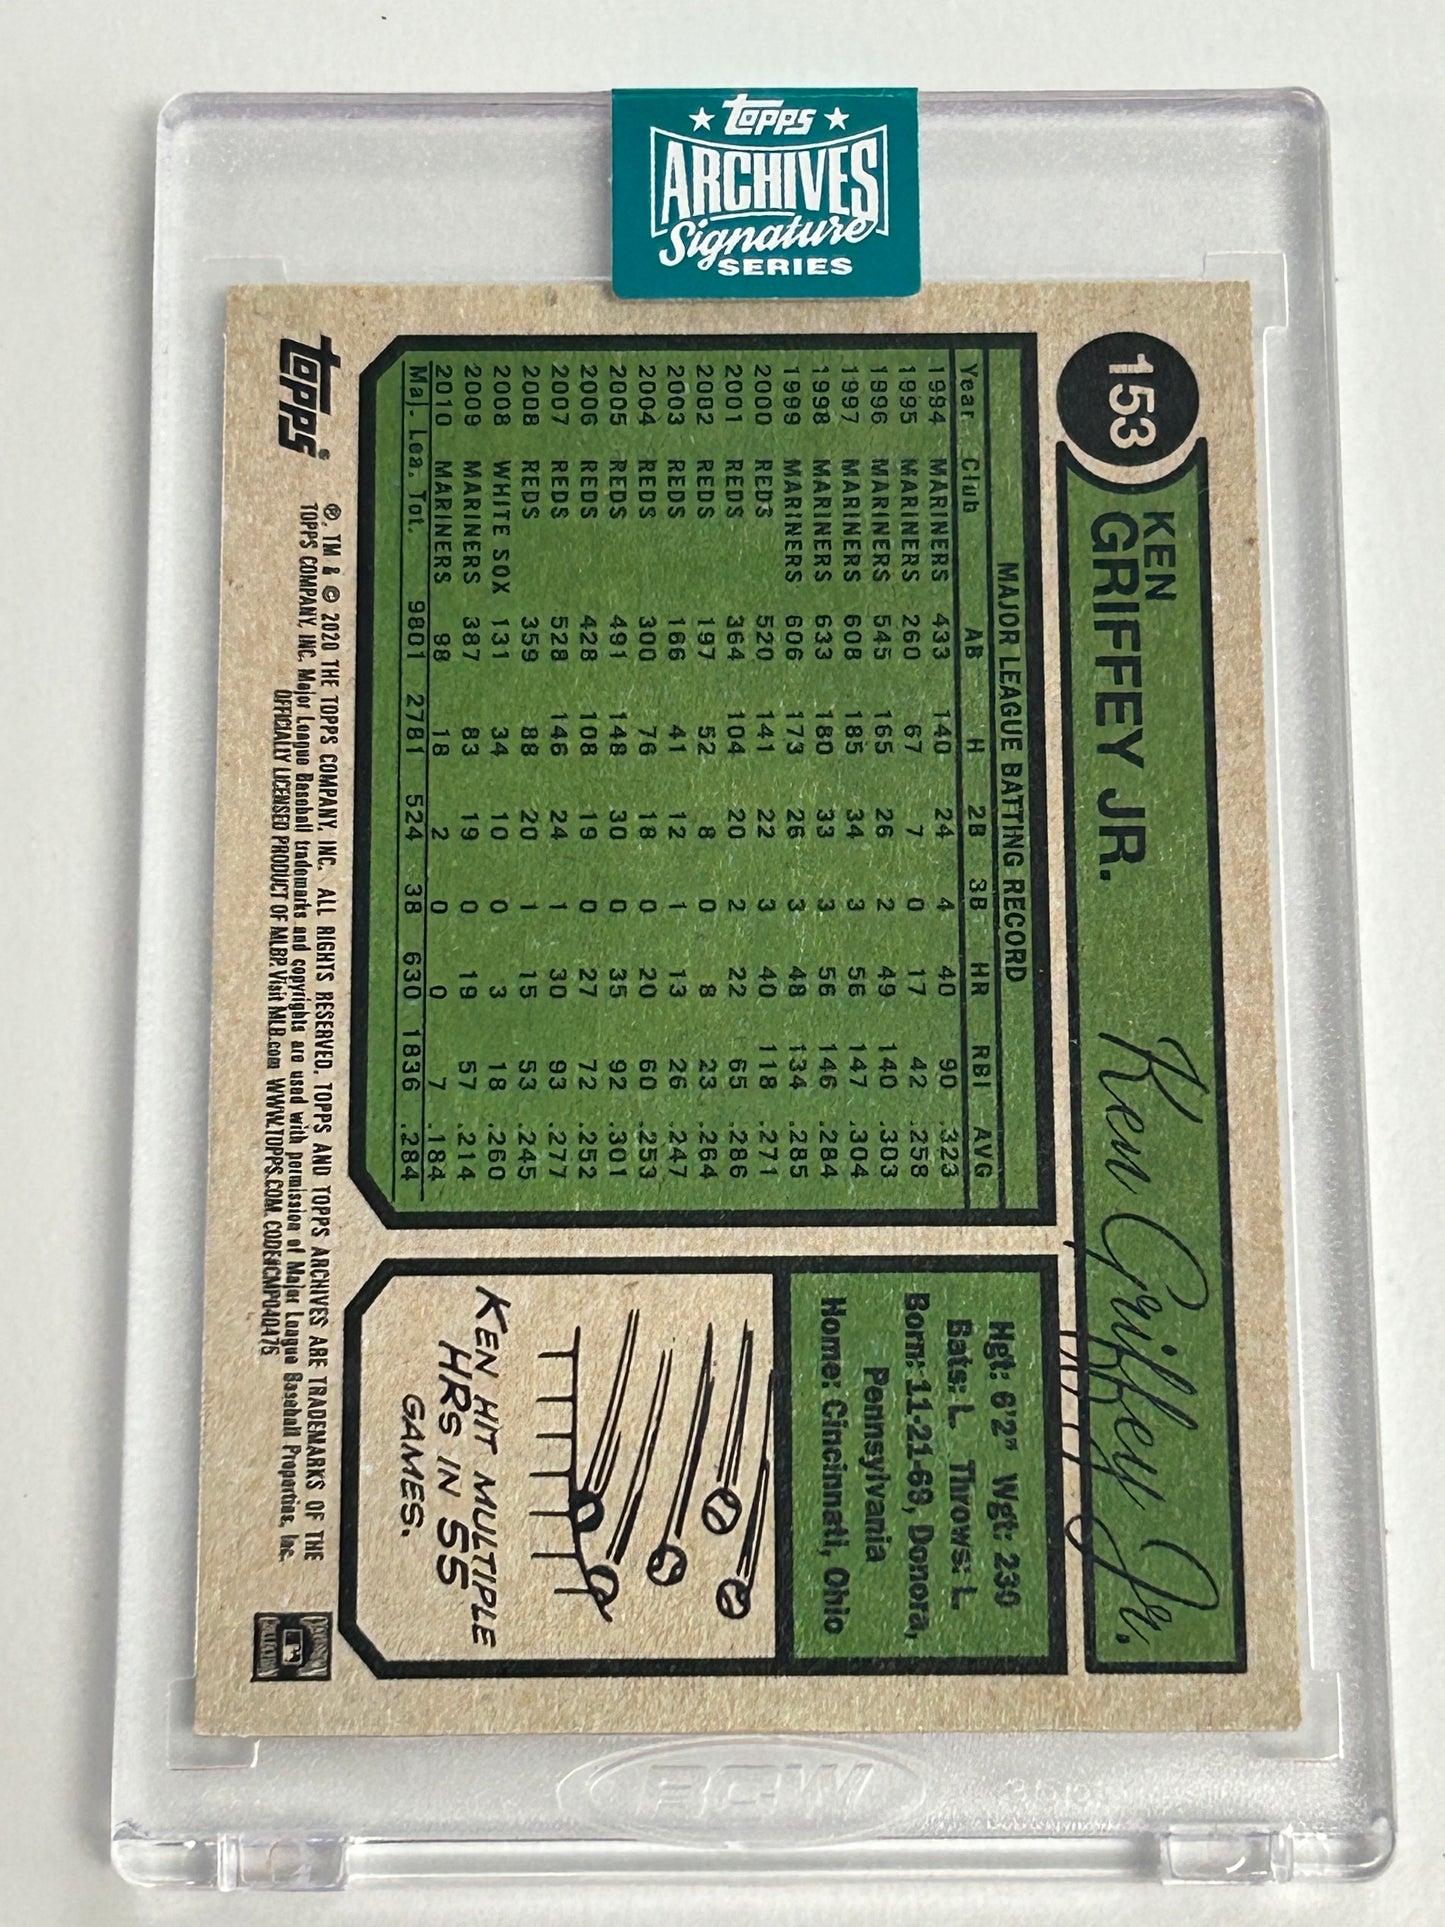 ★ topps ★
ARCHIVES
Signature
SERIES
153
KEN
GRIFFEY JR.
Ken Griffey Jr.
MAJOR LEAGUE BATTING RECORD
Year Club AB H 2B 3B HR RBI AVG
1994 MARINERS 433 140 24 4 40 90 .323
1995 MARINERS 260 67 7 0 17 42 .258
1996 MARINERS 545 165 26 2 49 140 .303
1997 MARINERS 608 185 34 3 56 147 .304
1998 MARINERS 633 180 33 3 56 146 .284
1999 MARINERS 606 173 26 3 48 134 .285
2000 REDS 520 141 22 3 40 118 .271
2001 REDS 364 104 20 2 22 65 .286
2002 REDS 197 52 8 0 8 23 .264
2003 REDS 166 41 12 1 13 26 .247
2004 REDS 300 76 18 0 20 60 .253
2005 REDS 491 148 30 0 35 92 .301
2006 REDS 428 108 19 0 27 72 .252
2007 REDS 528 146 24 1 30 93 .277
2008 REDS 359 88 20 1 15 53 .245
2008 WHITE SOX 131 34 10 0 3 18 .260
2009 MARINERS 387 83 19 0 19 57 .214
2010 MARINERS 98 18 2 0 0 7 .184
Maj. Lea. Tot. 9801 2781 524 38 630 1836 .284
Hgt: 6'2" Wgt: 230
Bats: L Throws: L
Born: 11-21-69, Donora,
Pennsylvania
Home: Cincinnati, Ohio
KEN HIT MULTIPLE
HRS IN 55
GAMES.
topps®
®, TM & © 2020 THE TOPPS COMPANY, INC. ALL RIGHTS RESERVED. TOPPS AND TOPPS ARCHIVES ARE TRADEMARKS OF THE
TOPPS COMPANY, INC. Major League Baseball trademarks and copyrights are used with permission of Major League Baseball Properties, Inc.
OFFICIALLY LICENSED PRODUCT OF MLBP. Visit MLB.com WWW.TOPPS.COM. CODE#CMP040475
BCW